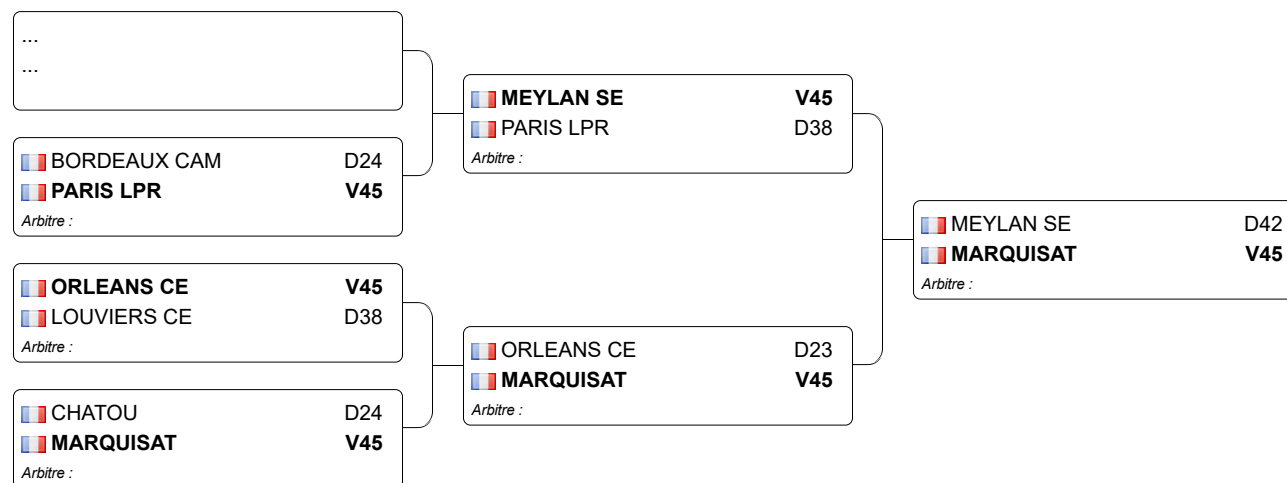 ...
...
BORDEAUX CAM D24
PARIS LPR V45
Arbitre :
ORLEANS CE V45
LOUVIERS CE D38
Arbitre :
CHATOU D24
MARQUISAT V45
Arbitre :
MEYLAN SE V45
PARIS LPR D38
Arbitre :
ORLEANS CE D23
MARQUISAT V45
Arbitre :
MEYLAN SE D42
MARQUISAT V45
Arbitre :